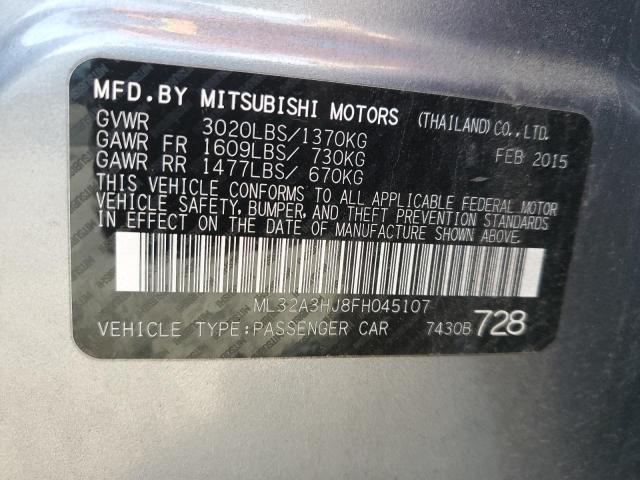 MFD.BY MITSUBISHI MOTORS (THAILAND)CO.,LTD.
GVWR 3020LBS/1370KG FEB 2015
GAWR FR 1609LBS/ 730KG
GAWR RR 1477LBS/ 670KG
THIS VEHICLE CONFORMS TO ALL APPLICABLE FEDERAL MOTOR
VEHICLE SAFETY, BUMPER, AND THEFT PREVENTION STANDARDS
IN EFFECT ON THE DATE OF MANUFACTURE SHOWN ABOVE.
ML32A3HJ8FH045107
VEHICLE TYPE:PASSENGER CAR 7430B 728